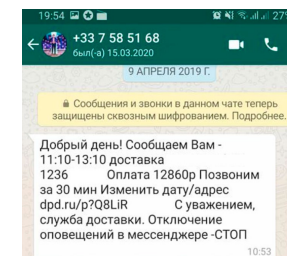 19:54 27%
+33 7 58 51 68
был(-а) 15.03.2020
9 АПРЕЛЯ 2019 Г.
Сообщения и звонки в данном чате теперь
защищены сквозным шифрованием. Подробнее.
Добрый день! Сообщаем Вам -
11:10-13:10 доставка
1236 Оплата 12860р Позвоним
за 30 мин Изменить дату/адрес
dpd.ru/p?Q8LiR С уважением,
служба доставки. Отключение
оповещений в мессенджере -СТОП
10:53